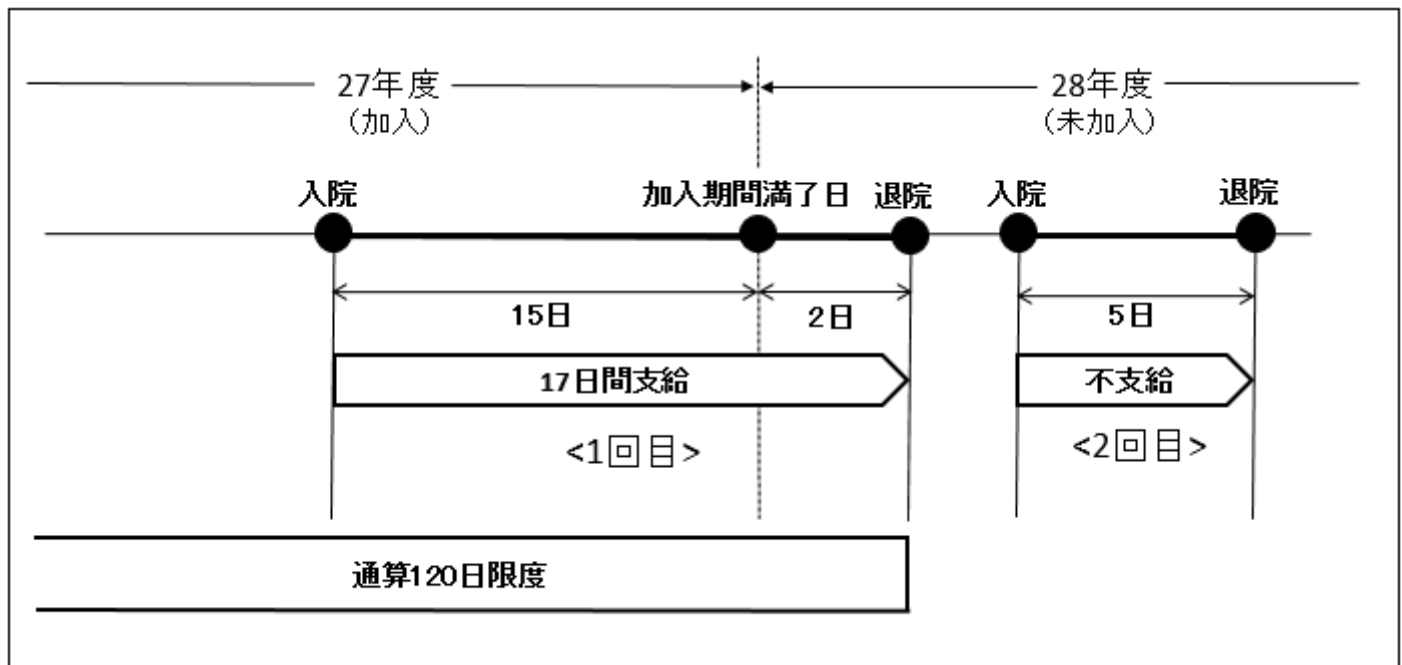 27年度
(加入)
28年度
(未加入)
入院
加入期間満了日
退院
入院
退院
15日
2日
5日
17日間支給
不支給
<1回目>
<2回目>
通算120日限度